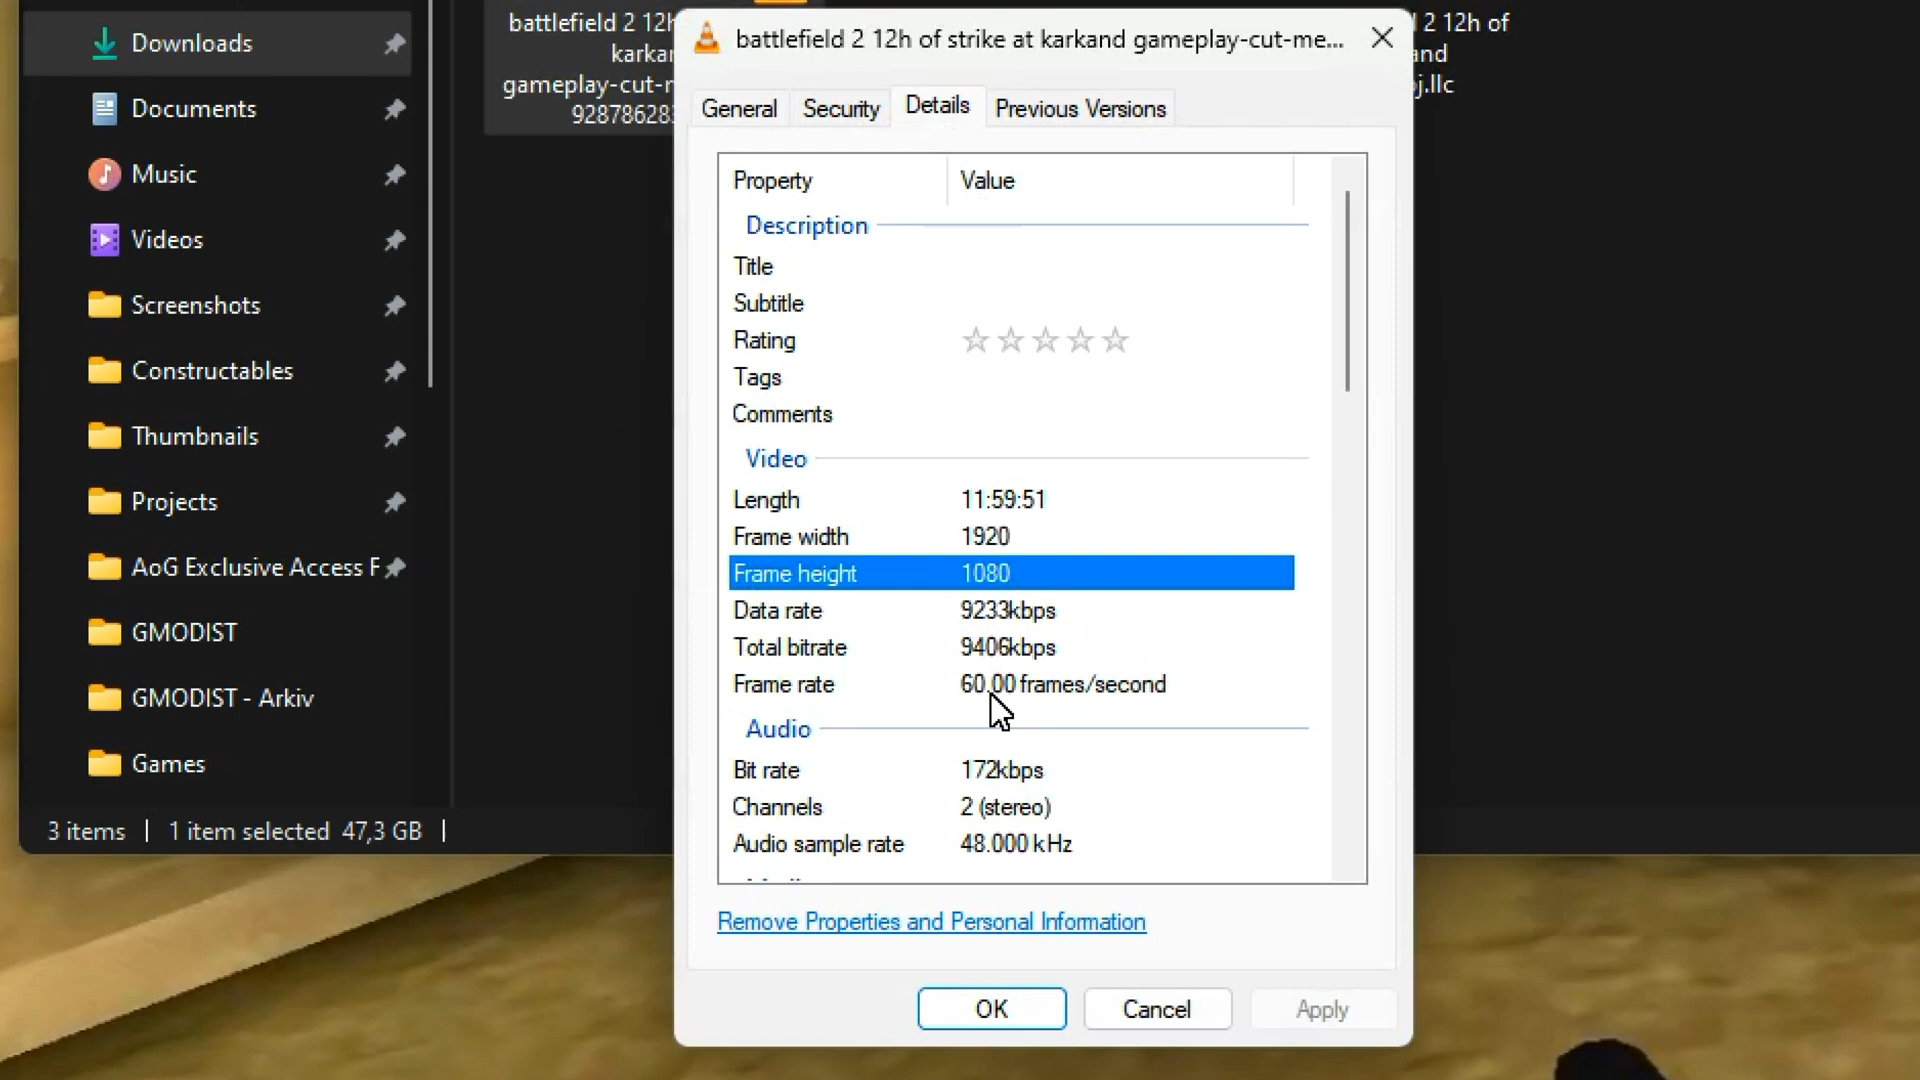 Downloads
Documents
Music
Videos
Screenshots
Constructables
Thumbnails
Projects
AoG Exclusive Access F
GMODIST
GMODIST - Arkiv
Games
3 items | 1 item selected 47,3 GB |
battlefield 2 12h
karkan
gameplay-cut-
2 12h of
and
j.llc
battlefield 2 12h of strike at karkand gameplay-cut-me...
General Security Details Previous Versions
Property Value
Description
Title
Subtitle
Rating
Tags
Comments
Video
Length 11:59:51
Frame width 1920
Frame height 1080
Data rate 9233kbps
Total bitrate 9406kbps
Frame rate 60.00 frames/second
Audio
Bit rate 172kbps
Channels 2 (stereo)
Audio sample rate 48.000 kHz
Remove Properties and Personal Information
OK Cancel Apply